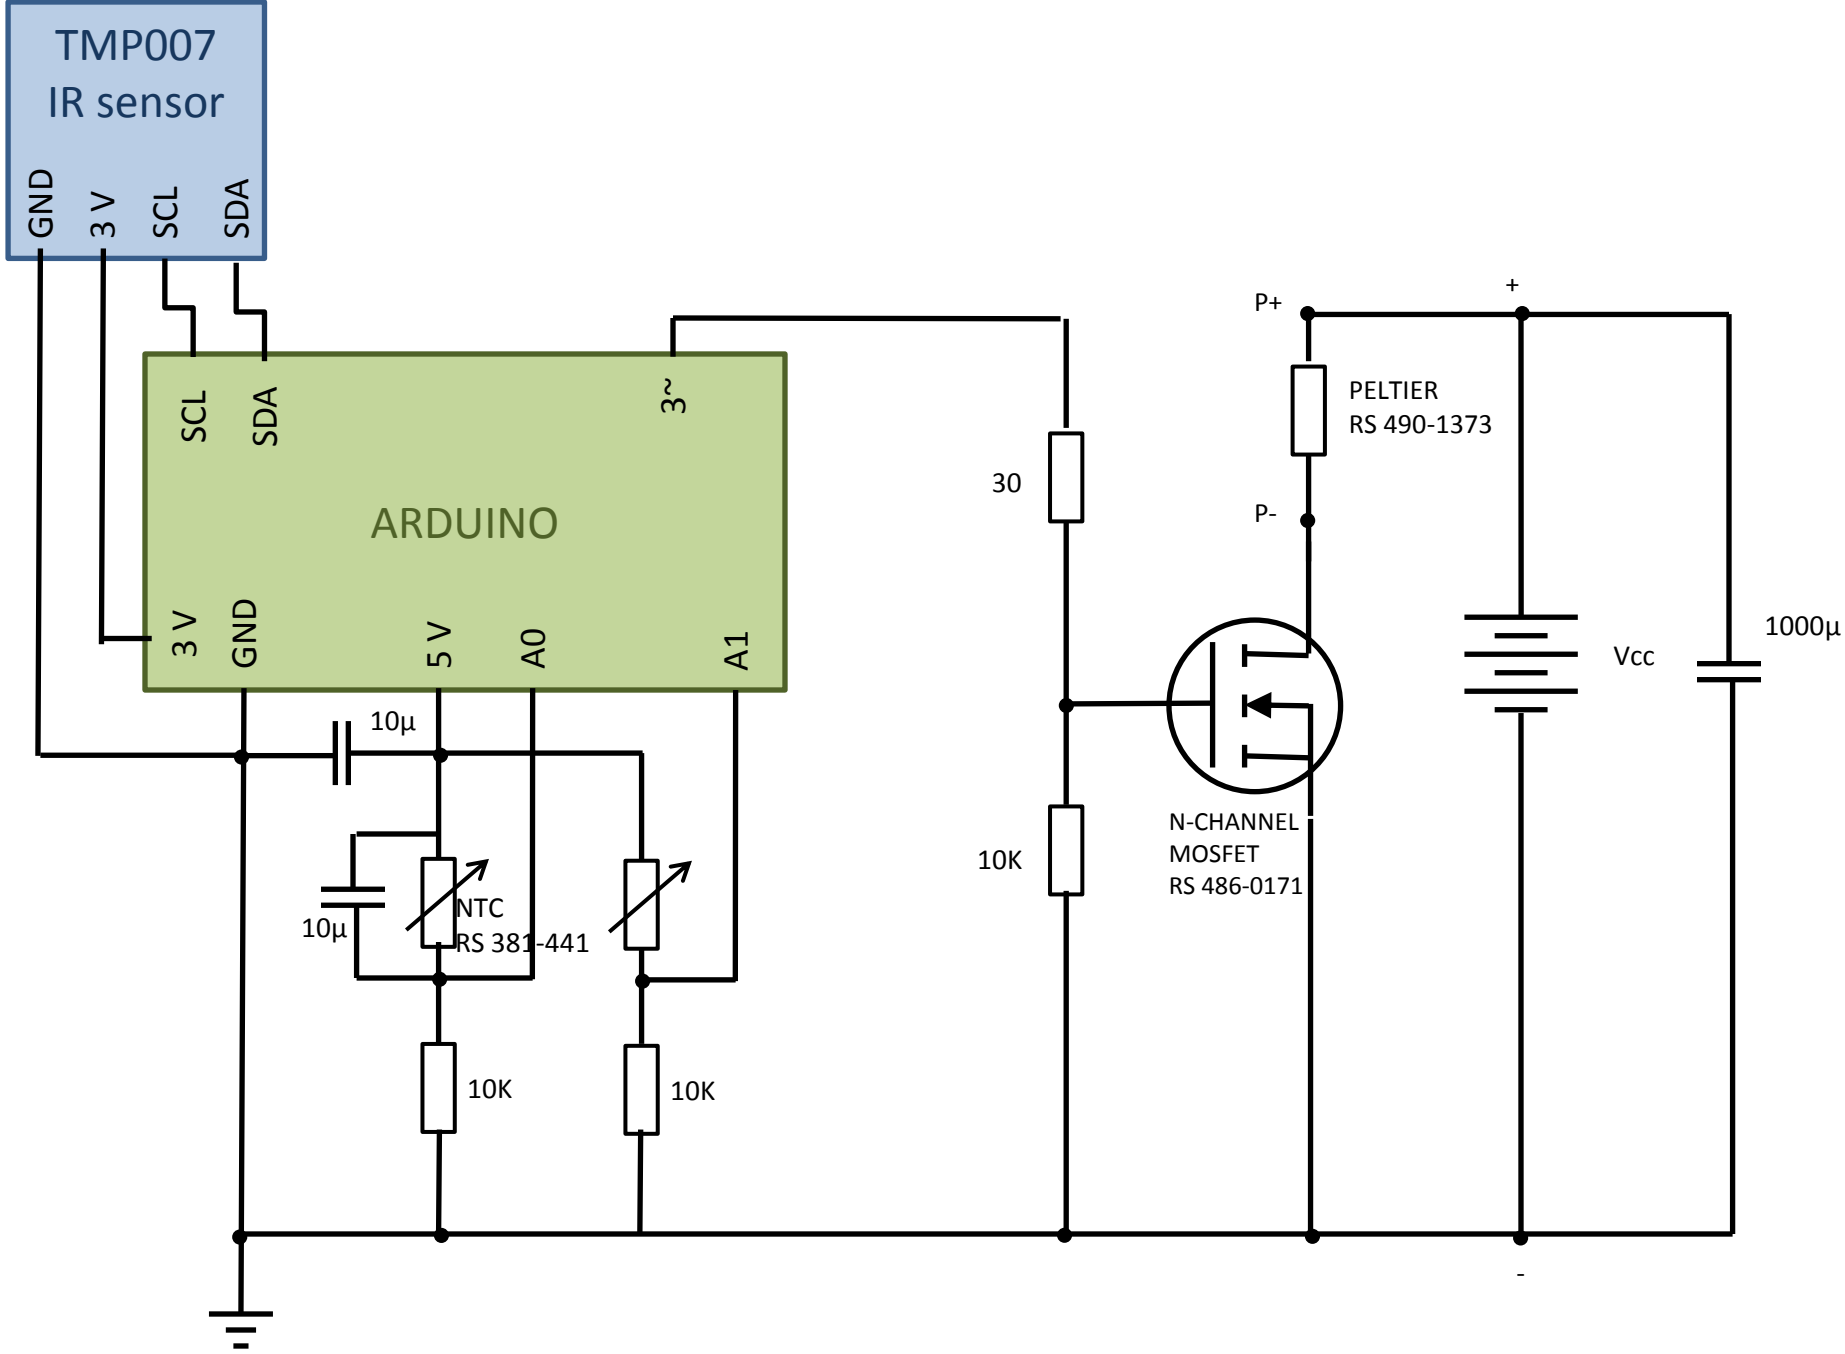 TMP007
IR sensor
GND
3 V
SCL
SDA
SCL
SDA
3~
ARDUINO
3 V
GND
5 V
A0
A1
10μ
10μ
NTC
RS 381-441
10K
10K
30
10K
P+
PELTIER
RS 490-1373
P-
N-CHANNEL
MOSFET
RS 486-0171
+
Vcc
1000μ
-